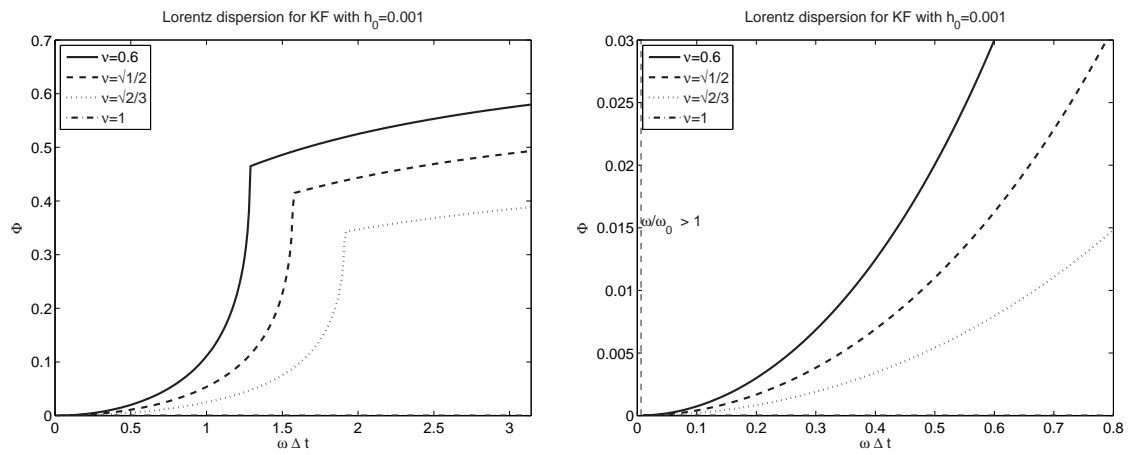 Lorentz dispersion for KF with h₀=0.001
0.7
0.6
0.5
0.4
0.3
0.2
0.1
0
Φ
ν=0.6
ν=√1/2
ν=√2/3
ν=1
0 0.5 1 1.5 2 2.5 3
ω Δ t
Lorentz dispersion for KF with h₀=0.001
0.03
0.025
0.02
0.015
0.01
0.005
0
Φ
ν=0.6
ν=√1/2
ν=√2/3
ν=1
ω/ω₀ > 1
0 0.1 0.2 0.3 0.4 0.5 0.6 0.7 0.8
ω Δ t